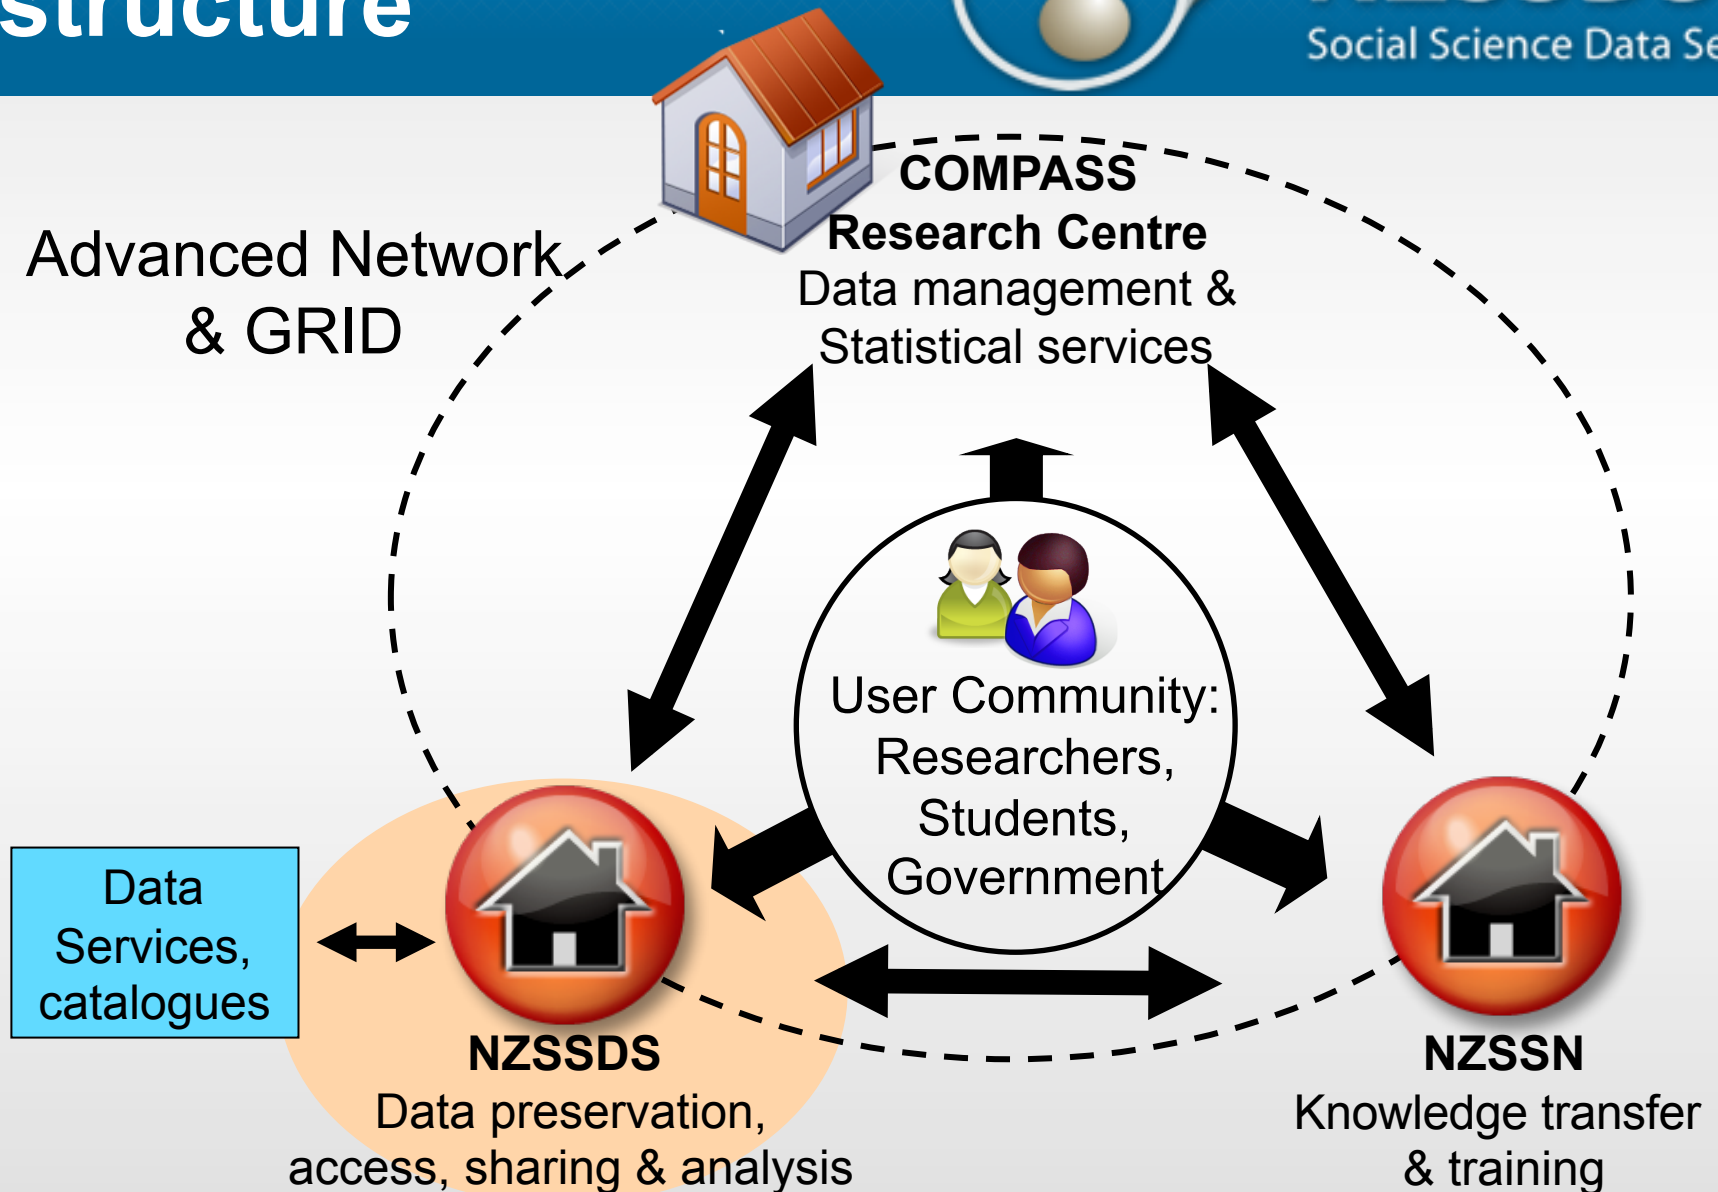 structure
Social Science Data Se
COMPASS
Research Centre
Data management &
Statistical services
Advanced Network
& GRID
User Community:
Researchers,
Students,
Government
Data
Services,
catalogues
NZSSDS
Data preservation,
access, sharing & analysis
NZSSN
Knowledge transfer
& training